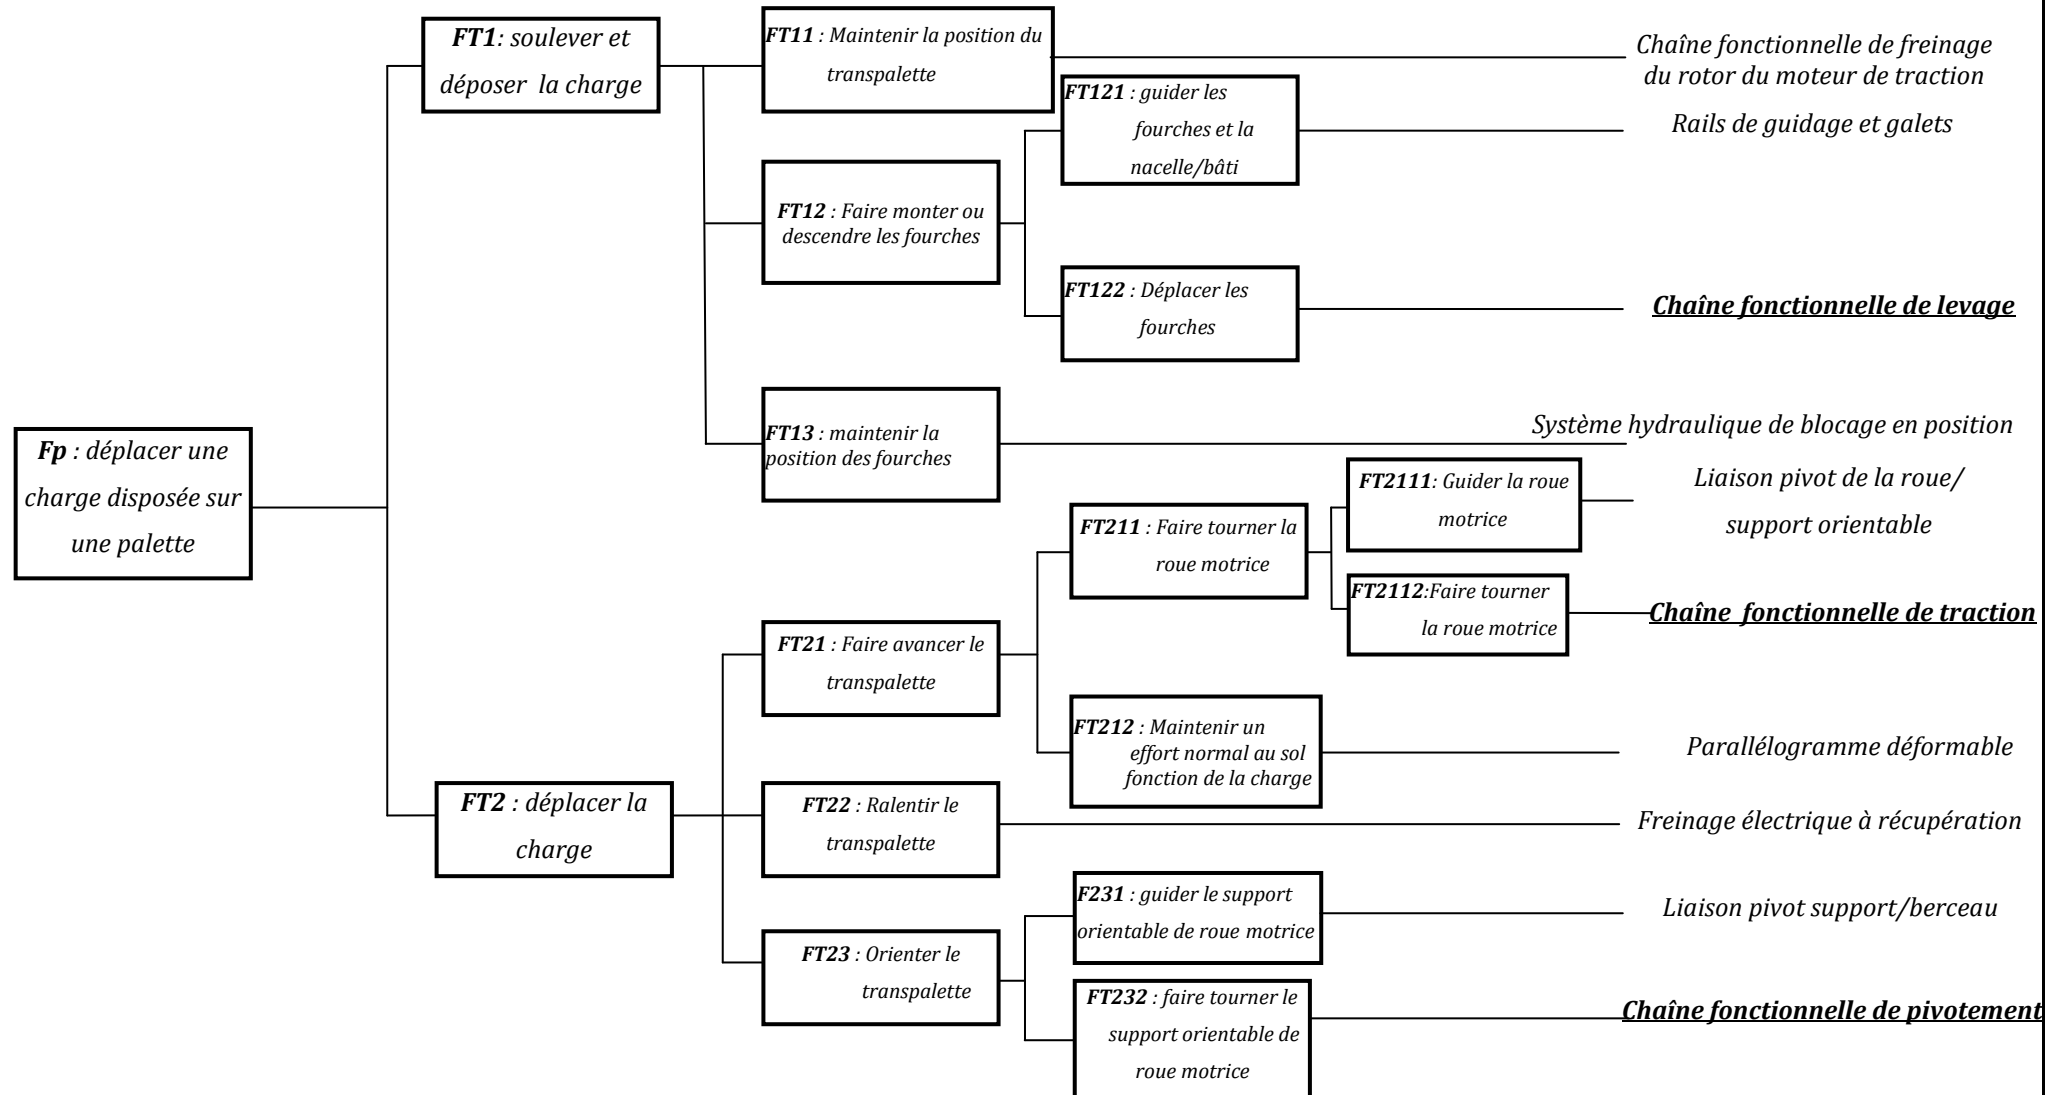 FT1: soulever et
déposer la charge
FT11 : Maintenir la position du
transpalette
Chaîne fonctionnelle de freinage
du rotor du moteur de traction
FT121 : guider les
fourches et la
nacelle/bâti
Rails de guidage et galets
FT12 : Faire monter ou
descendre les fourches
FT122 : Déplacer les
fourches
Chaîne fonctionnelle de levage
FT13 : maintenir la
position des fourches
Système hydraulique de blocage en position
Fp : déplacer une
charge disposée sur
une palette
FT2111: Guider la roue
motrice
Liaison pivot de la roue/
support orientable
FT211 : Faire tourner la
roue motrice
FT2112:Faire tourner
la roue motrice
Chaîne fonctionnelle de traction
FT21 : Faire avancer le
transpalette
FT212 : Maintenir un
effort normal au sol
fonction de la charge
Parallélogramme déformable
FT2 : déplacer la
charge
FT22 : Ralentir le
transpalette
Freinage électrique à récupération
F231 : guider le support
orientable de roue motrice
Liaison pivot support/berceau
FT23 : Orienter le
transpalette
FT232 : faire tourner le
support orientable de
roue motrice
Chaîne fonctionnelle de pivotement